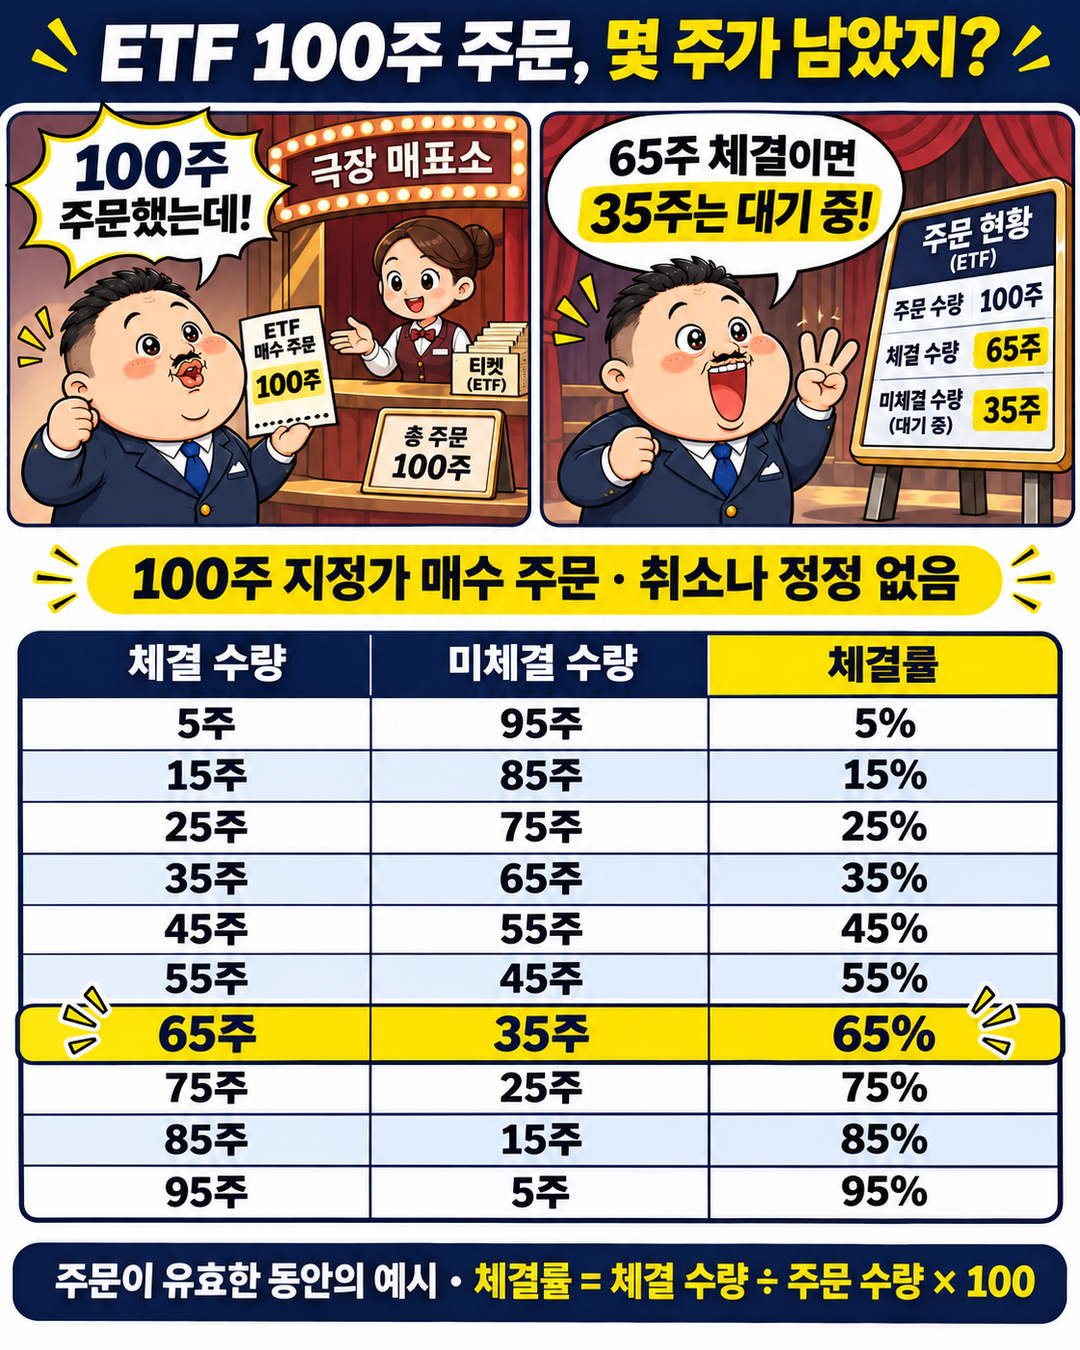 ETF 100주 주문, 몇 주가 남았지?
100주
주문했는데!
극장 매표소
ETF
매수 주문
100주
티켓
(ETF)
총 주문
100주
65주 체결이면
35주는 대기 중!
주문 현황
(ETF)
주문 수량 100주
체결 수량 65주
미체결 수량 35주
(대기 중)
100주 지정가 매수 주문 · 취소나 정정 없음
체결 수량 미체결 수량 체결률
5주 95주 5%
15주 85주 15%
25주 75주 25%
35주 65주 35%
45주 55주 45%
55주 45주 55%
65주 35주 65%
75주 25주 75%
85주 15주 85%
95주 5주 95%
주문이 유효한 동안의 예시 · 체결률 = 체결 수량 ÷ 주문 수량 × 100